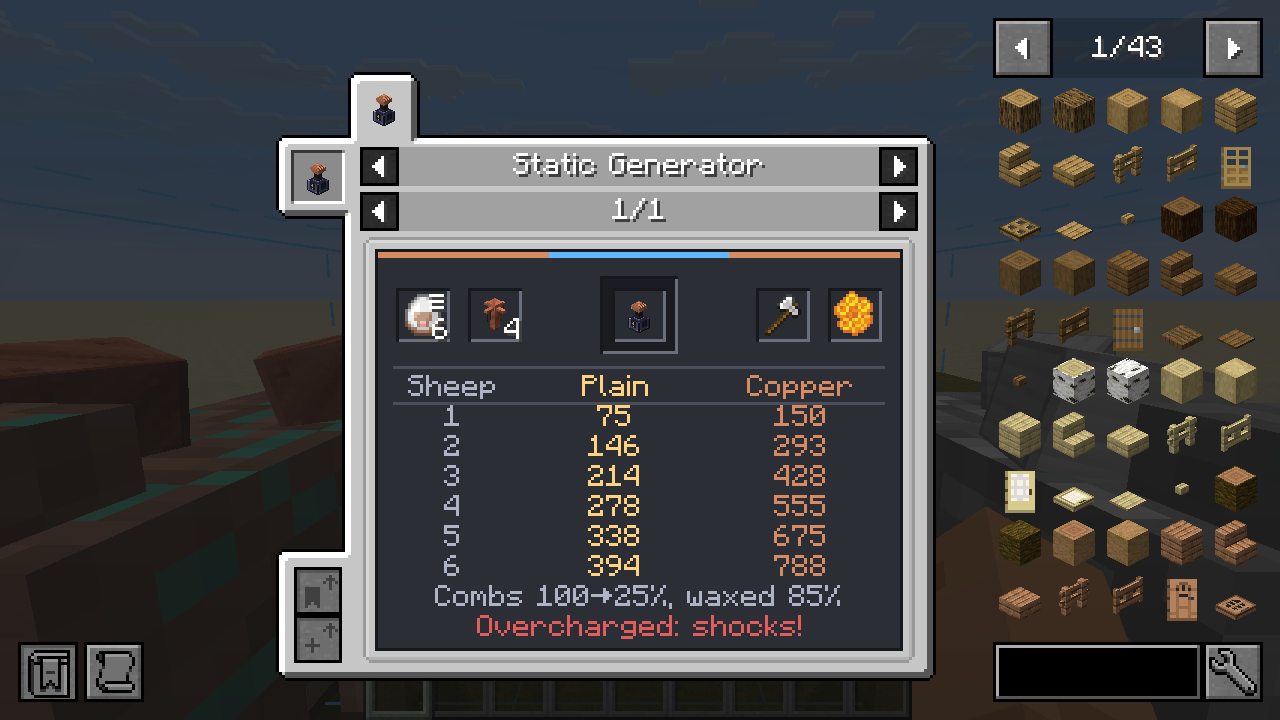 1/43
Static Generator
1/1
6 4
Sheep Plain Copper
1 75 150
2 146 293
3 214 428
4 278 555
5 338 675
6 394 788
Combs 100→25%, waxed 85%
Overcharged: shocks!